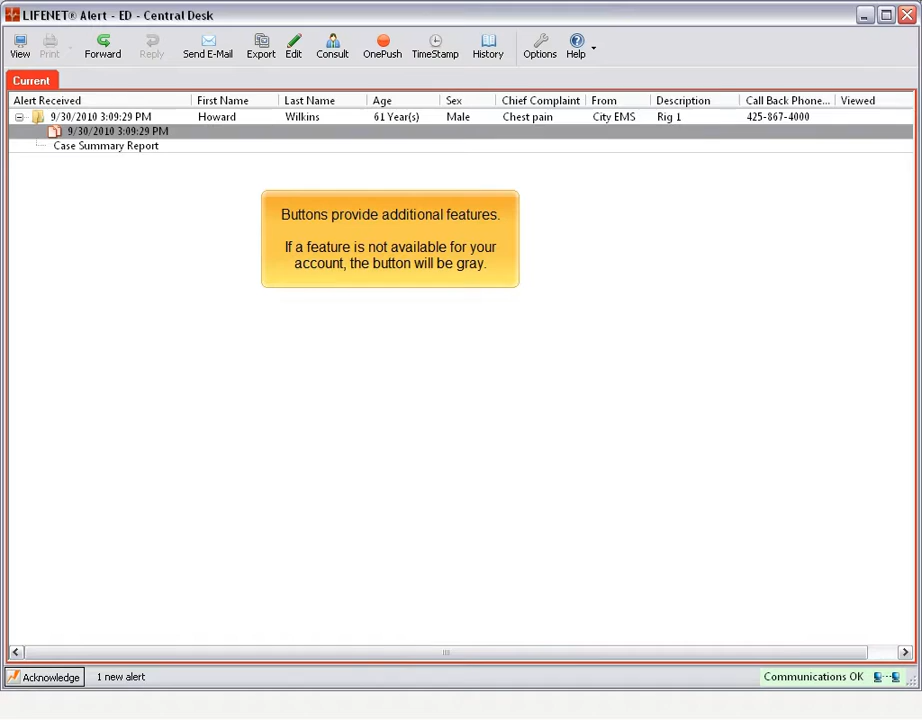 LIFENET® Alert - ED - Central Desk
View Print Forward Reply Send E-Mail Export Edit Consult OnePush TimeStamp History Options Help
Current
Alert Received First Name Last Name Age Sex Chief Complaint From Description Call Back Phone... Viewed
9/30/2010 3:09:29 PM Howard Wilkins 61 Year(s) Male Chest pain City EMS Rig 1 425-867-4000
9/30/2010 3:09:29 PM
Case Summary Report
Buttons provide additional features.
If a feature is not available for your
account, the button will be gray.
Acknowledge 1 new alert Communications OK